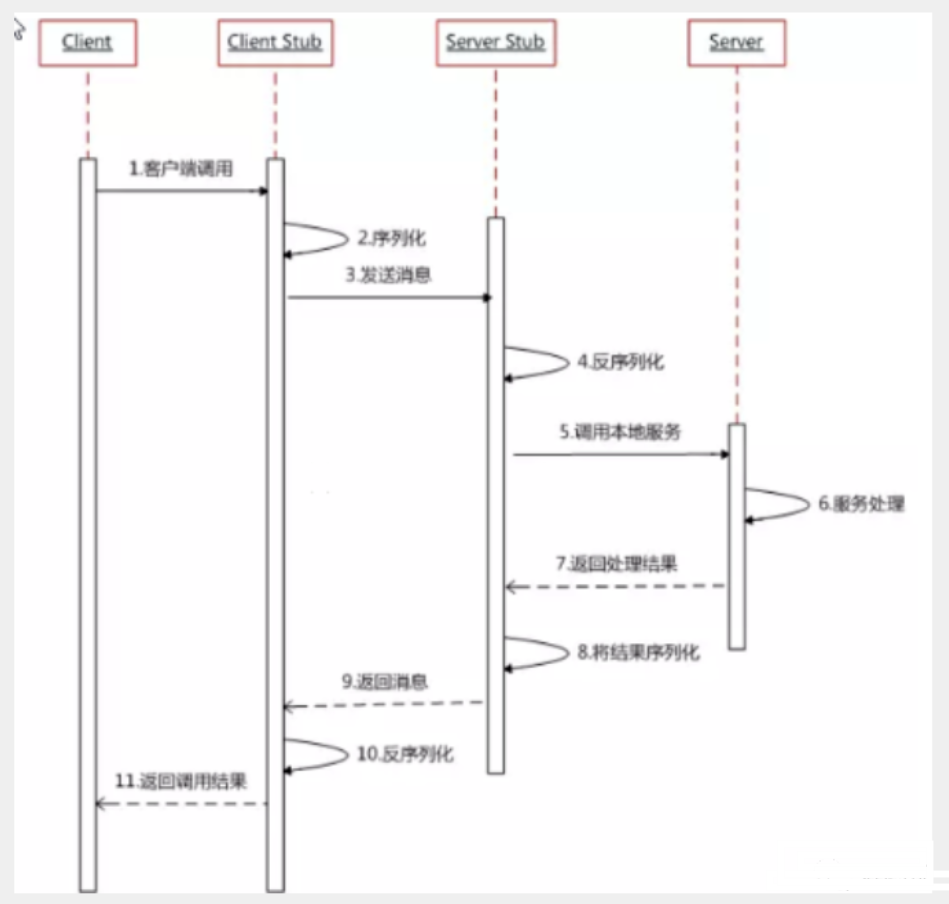 Client
Client Stub
Server Stub
Server
1.客户端调用
2.序列化
3.发送消息
4.反序列化
5.调用本地服务
6.服务处理
7.返回处理结果
8.将结果序列化
9.返回消息
10.反序列化
11.返回调用结果